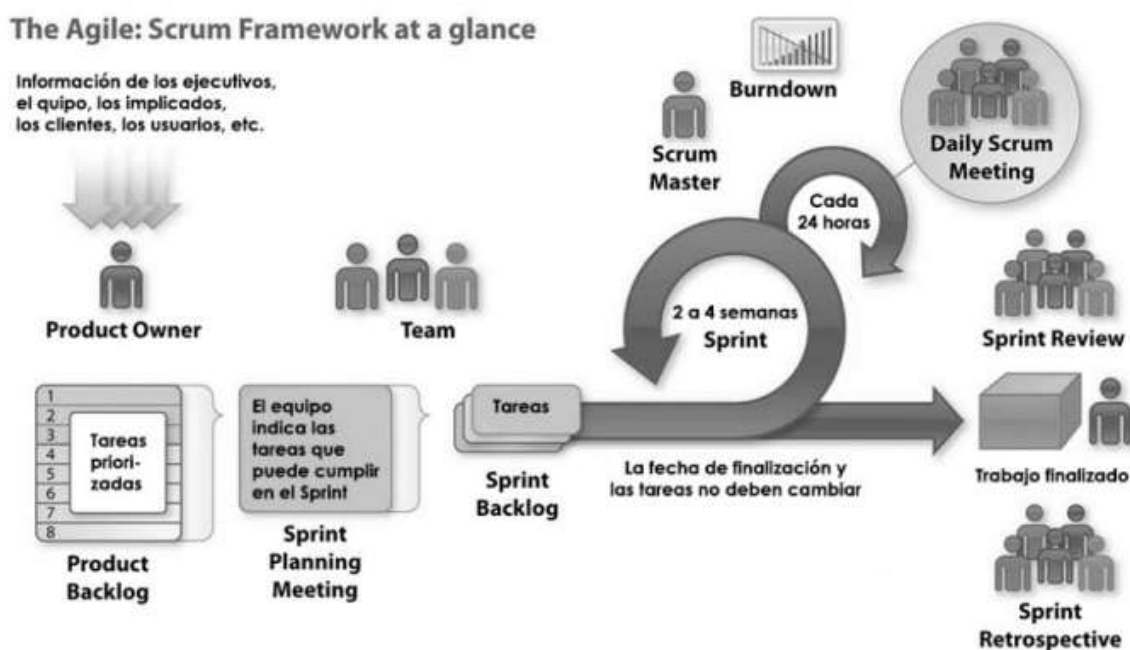 The Agile: Scrum Framework at a glance
Información de los ejecutivos,
el quipo, los implicados,
los clientes, los usuarios, etc.
Product Owner
Team
Scrum
Master
Burndown
Daily Scrum
Meeting
Cada
24 horas
2 a 4 semanas
Sprint
Sprint Review
1
2
3
4
5
6
7
8
Tareas
priori-
zadas
Product
Backlog
El equipo
indica las
tareas que
puede cumplir
en el Sprint
Sprint
Planning
Meeting
Tareas
Sprint
Backlog
La fecha de finalización y
las tareas no deben cambiar
Trabajo finalizado
Sprint
Retrospective